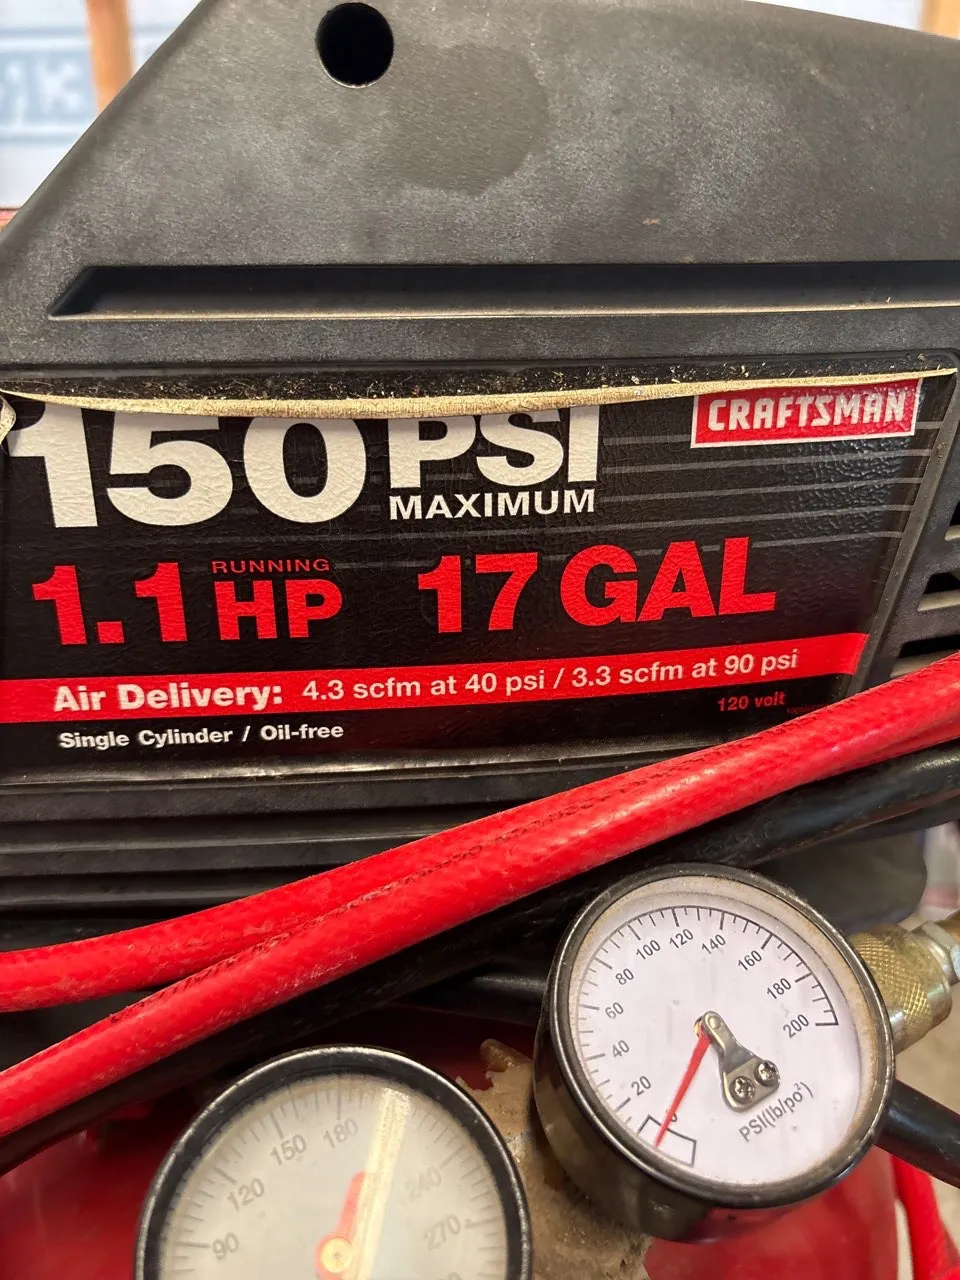 150 PSI
MAXIMUM
CRAFTSMAN
1.1 RUNNING HP
17 GAL
Air Delivery: 4.3 scfm at 40 psi / 3.3 scfm at 90 psi
120 volt
Single Cylinder / Oil-free
0 20 40 60 80 100 120 140 160 180 200
PSI(lb/po²)
90 120 150 180 240 270